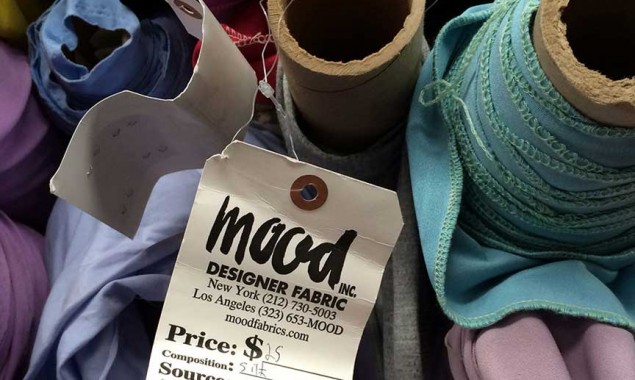 mood INC.
DESIGNER FABRIC
New York (212) 730-5003
Los Angeles (323) 653-MOOD
moodfabrics.com
Price: $25
Composition: Silk
Source